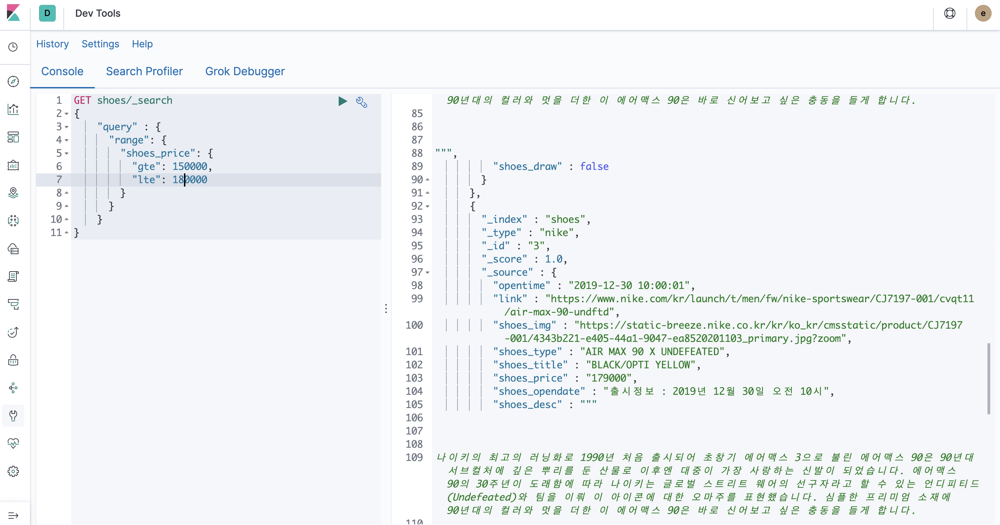 D
Dev Tools
e
History Settings Help
Console Search Profiler Grok Debugger
1 GET shoes/_search
2 {
3 "query" : {
4 "range": {
5 "shoes_price": {
6 "gte": 150000,
7 "lte": 180000
8 }
9 }
10 }
11 }
90년대의 컬러와 멋을 더한 이 에어맥스 90은 바로 신어보고 싶은 충동을 들게 합니다.
85
86
87
88 """,
89 "shoes_draw" : false
90 }
91 },
92 {
93 "_index" : "shoes",
94 "_type" : "nike",
95 "_id" : "3",
96 "_score" : 1.0,
97 "_source" : {
98 "opentime" : "2019-12-30 10:00:01",
99 "link" : "https://www.nike.com/kr/launch/t/men/fw/nike-sportswear/CJ7197-001/cvqt11
/air-max-90-undftd",
100 "shoes_img" : "https://static-breeze.nike.co.kr/kr/ko_kr/cmsstatic/product/CJ7197
-001/4343b221-e405-44a1-9047-ea8520201103_primary.jpg?zoom",
101 "shoes_type" : "AIR MAX 90 X UNDEFEATED",
102 "shoes_title" : "BLACK/OPTI YELLOW",
103 "shoes_price" : "179000",
104 "shoes_opendate" : "출시정보 : 2019년 12월 30일 오전 10시",
105 "shoes_desc" : """
106
107
108
109 나이키의 최고의 러닝화로 1990년 처음 출시되어 초창기 에어맥스 3으로 불린 에어맥스 90은 90년대
서브컬처에 깊은 뿌리를 둔 산물로 이후엔 대중이 가장 사랑하는 신발이 되었습니다. 에어맥스
90의 30주년이 도래함에 따라 나이키는 글로벌 스트리트 웨어의 선구자라고 할 수 있는 언디피티드
(Undefeated)와 팀을 이뤄 이 아이콘에 대한 오마주를 표현했습니다. 심플한 프리미엄 소재에
90년대의 컬러와 멋을 더한 이 에어맥스 90은 바로 신어보고 싶은 충동을 들게 합니다.
110